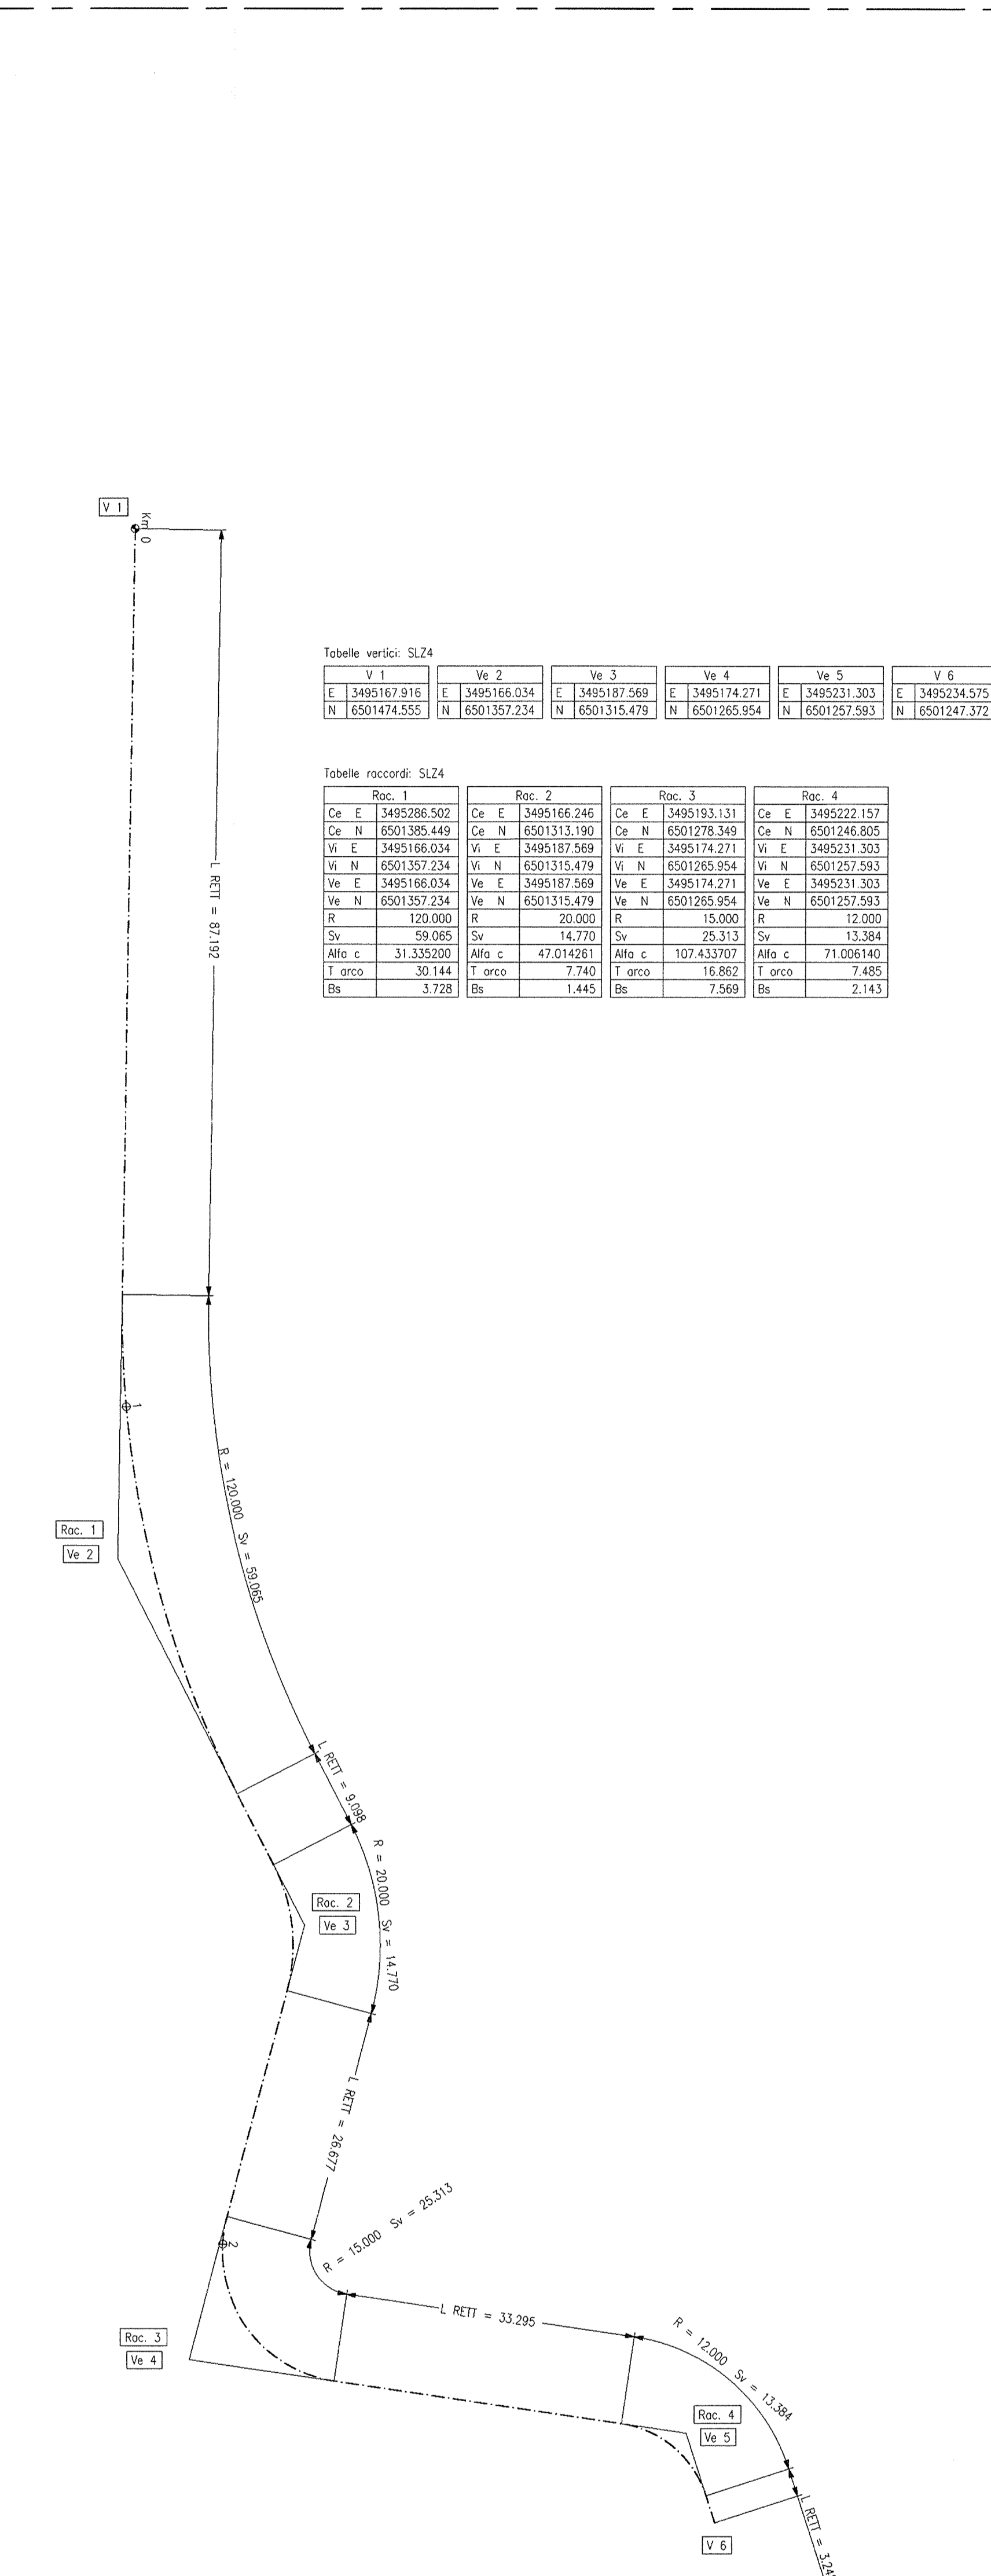 V 1
Km 0
Tabelle vertici: SLZ4
V 1 Ve 2 Ve 3 Ve 4 Ve 5 V 6
E 3495167.916 E 3495166.034 E 3495187.569 E 3495174.271 E 3495231.303 E 3495234.575
N 6501474.555 N 6501357.234 N 6501315.479 N 6501265.954 N 6501257.593 N 6501247.372
Tabelle raccordi: SLZ4
Rac. 1 Rac. 2 Rac. 3 Rac. 4
Ce E 3495286.502 Ce E 3495166.246 Ce E 3495193.131 Ce E 3495222.157
Ce N 6501385.449 Ce N 6501313.190 Ce N 6501278.349 Ce N 6501246.805
Vi E 3495166.034 Vi E 3495187.569 Vi E 3495174.271 Vi E 3495231.303
Vi N 6501357.234 Vi N 6501315.479 Vi N 6501265.954 Vi N 6501257.593
Ve E 3495166.034 Ve E 3495187.569 Ve E 3495174.271 Ve E 3495231.303
Ve N 6501357.234 Ve N 6501315.479 Ve N 6501265.954 Ve N 6501257.593
R 120.000 R 20.000 R 15.000 R 12.000
Sv 59.065 Sv 14.770 Sv 25.313 Sv 13.384
Alfa c 31.335200 Alfa c 47.014261 Alfa c 107.433707 Alfa c 71.006140
T arco 30.144 T arco 7.740 T arco 16.862 T arco 7.485
Bs 3.728 Bs 1.445 Bs 7.569 Bs 2.143
L RETT = 87.192
1
R = 120.000 Sv = 59.065
Rac. 1
Ve 2
L RETT = 9.098
R = 20.000 Sv = 14.770
Rac. 2
Ve 3
L RETT = 26.677
R = 15.000 Sv = 25.313
2
L RETT = 33.295
Rac. 3
Ve 4
R = 12.000 Sv = 13.384
Rac. 4
Ve 5
L RETT = 3.24
V 6